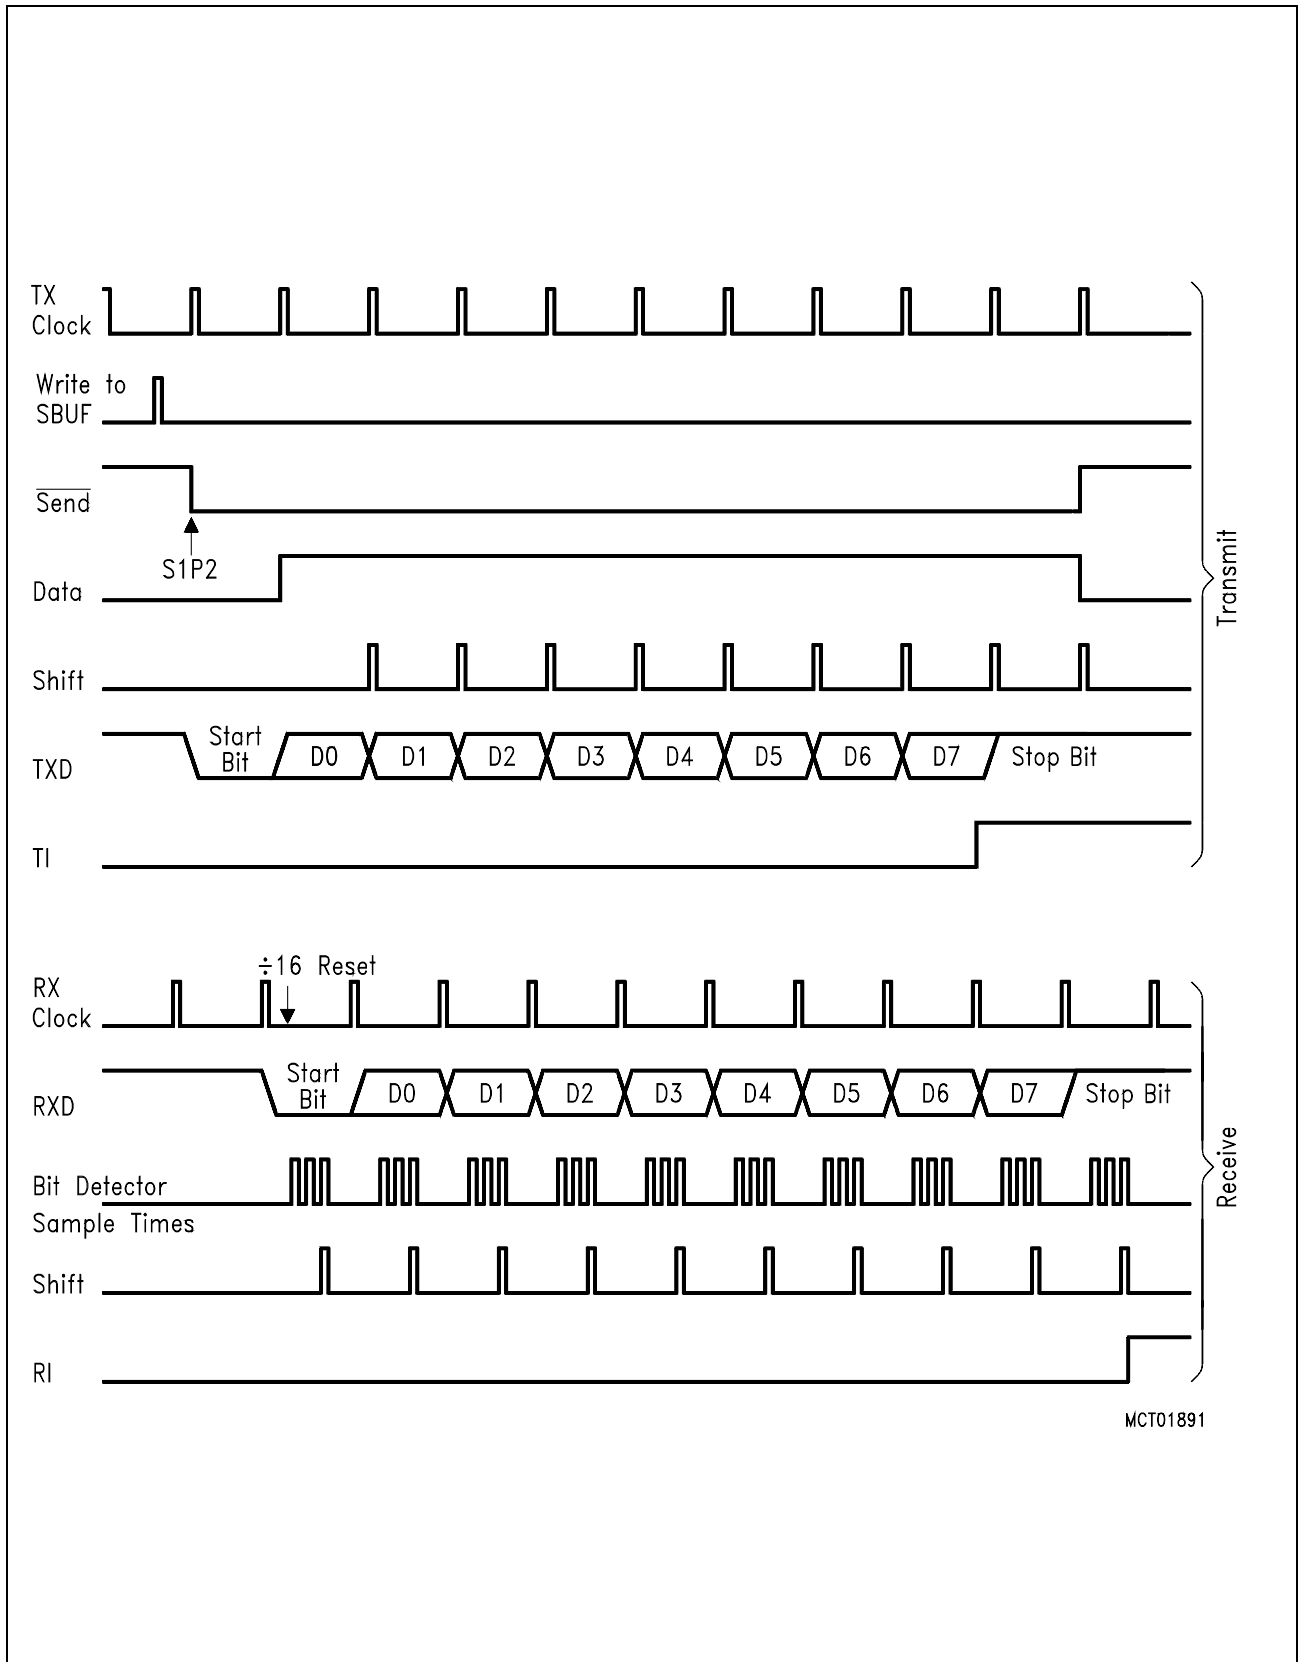 TX
Clock
Write to
SBUF
Send
S1P2
Data
Shift
TXD
Start
Bit
D0
D1
D2
D3
D4
D5
D6
D7
Stop Bit
TI
Transmit
÷16 Reset
RX
Clock
RXD
Start
Bit
D0
D1
D2
D3
D4
D5
D6
D7
Stop Bit
Bit Detector
Sample Times
Shift
RI
Receive
MCT01891